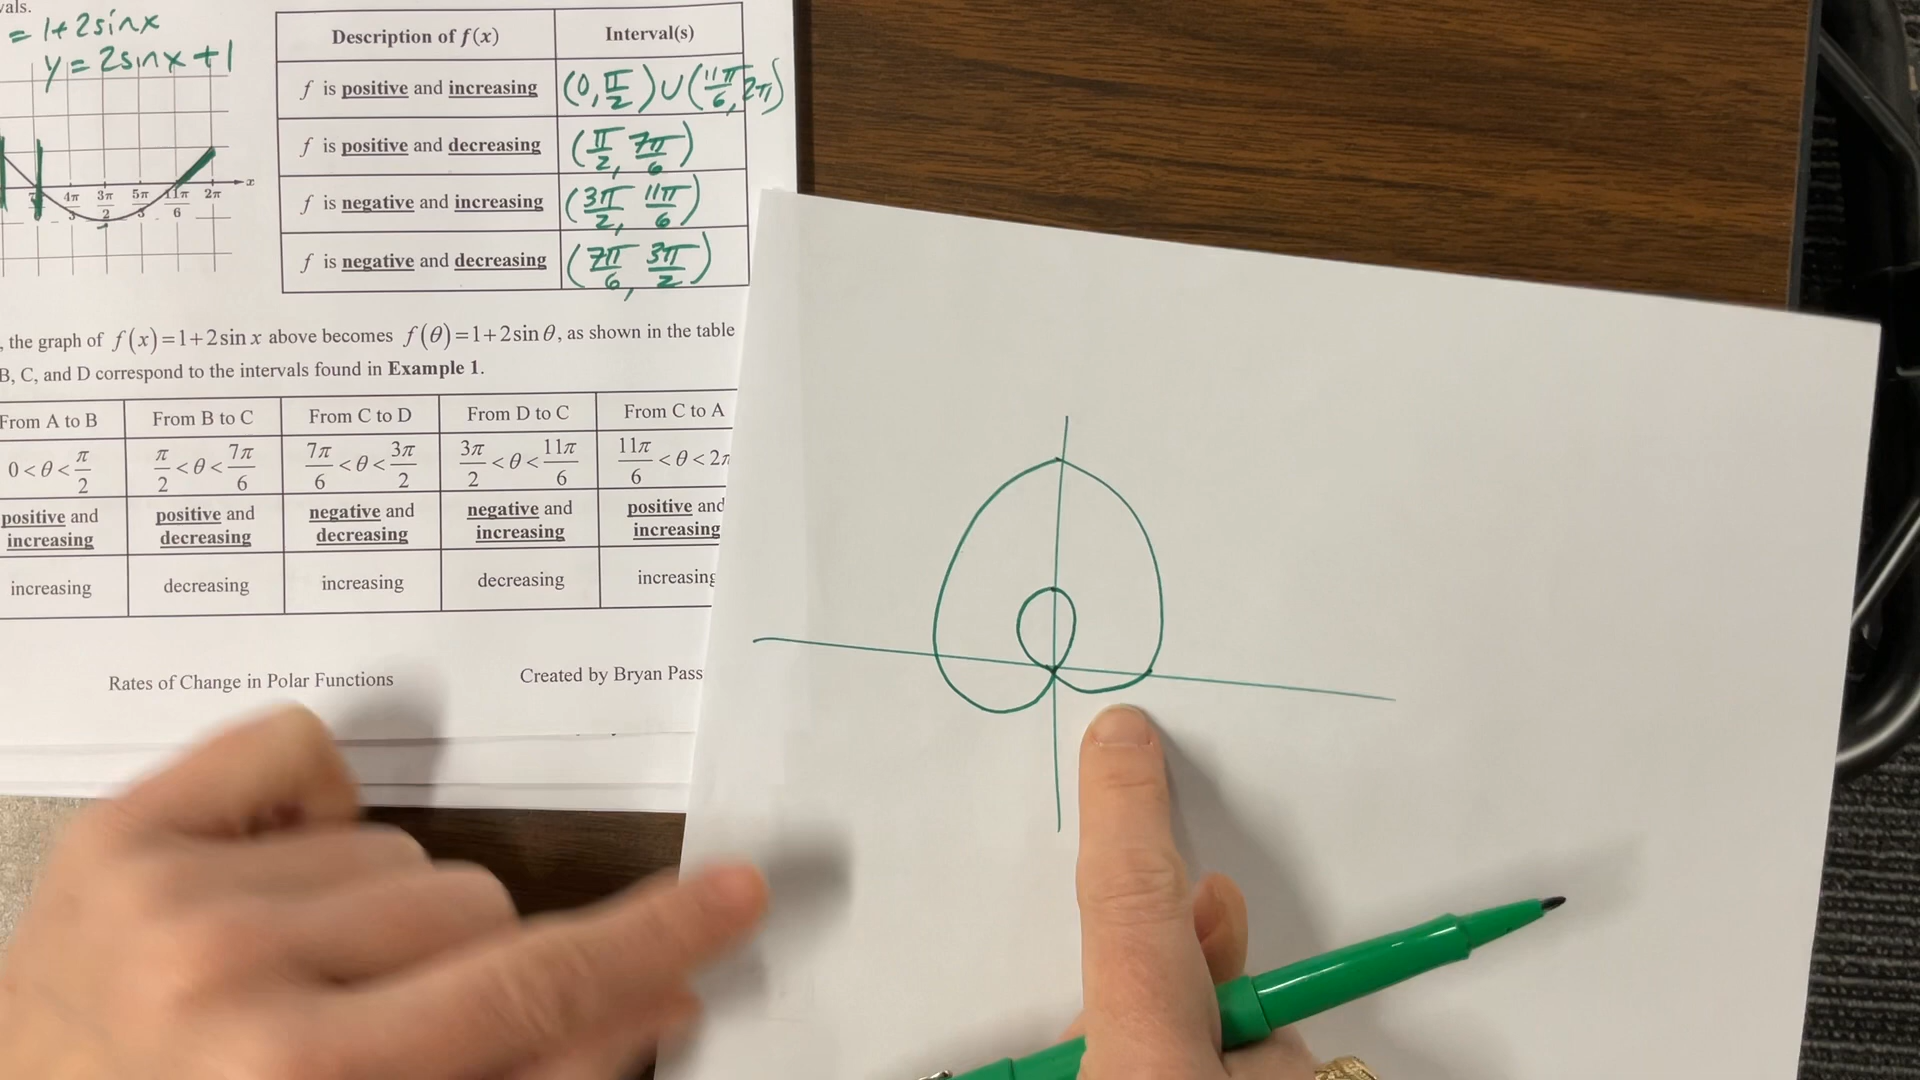 vals.
= 1+2sinx
y = 2sinx + 1
4π/3 3π/2 5π/3 11π/6 2π x
Description of f(x) Interval(s)
f is positive and increasing (0, π/2) ∪ (11π/6, 2π)
f is positive and decreasing (π/2, 7π/6)
f is negative and increasing (3π/2, 11π/6)
f is negative and decreasing (7π/6, 3π/2)
, the graph of f(x)=1+2sin x above becomes f(θ)=1+2sin θ, as shown in the table
B, C, and D correspond to the intervals found in Example 1.
From A to B From B to C From C to D From D to C From C to A
0<θ<π/2 π/2<θ<7π/6 7π/6<θ<3π/2 3π/2<θ<11π/6 11π/6<θ<2π
positive and positive and negative and negative and positive and
increasing decreasing decreasing increasing increasing
increasing decreasing increasing decreasing increasing
Rates of Change in Polar Functions Created by Bryan Pass